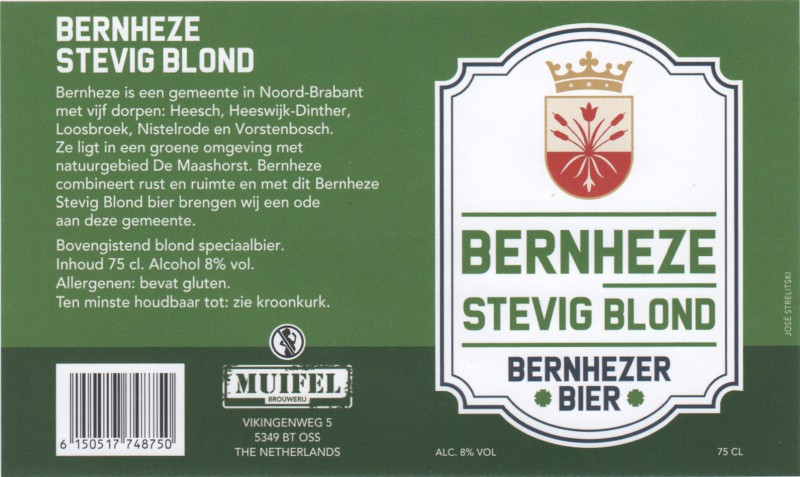 BERNHEZE
STEVIG BLOND
Bernheze is een gemeente in Noord-Brabant
met vijf dorpen: Heesch, Heeswijk-Dinther,
Loosbroek, Nistelrode en Vorstenbosch.
Ze ligt in een groene omgeving met
natuurgebied De Maashorst. Bernheze
combineert rust en ruimte en met dit Bernheze
Stevig Blond bier brengen wij een ode
aan deze gemeente.
Bovengistend blond speciaalbier.
Inhoud 75 cl. Alcohol 8% vol.
Allergenen: bevat gluten.
Ten minste houdbaar tot: zie kroonkurk.
6 150517 748750
MUIFEL
BROUWERIJ
VIKINGENWEG 5
5349 BT OSS
THE NETHERLANDS
BERNHEZE
STEVIG BLOND
BERNHEZER
BIER
ALC. 8% VOL
75 CL
JOSÉ STRELITSKI